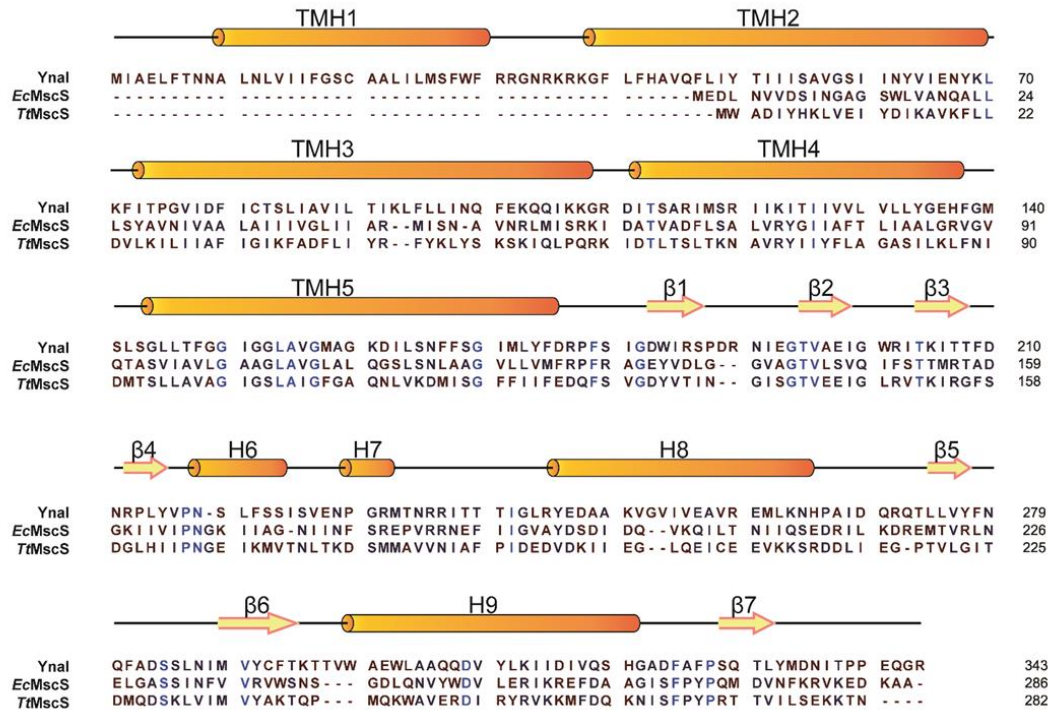 TMH1 TMH2
YnaI MIAELFTNNA LNLVIIFGSC AALILMSFWF RRGNRKRKGF LFHAVQFLIY TIIISAVGSI INYVIENYKL 70
EcMscS - - - - - - - - - - - - - - - - - - - - - - - - - - - - - - - - - - - - - - - - - - - - - - MEDL NVVDSINGAG SWLVANQALL 24
TtMscS - - - - - - - - - - - - - - - - - - - - - - - - - - - - - - - - - - - - - - - - - - - - - - - - MW ADIYHKLVEI YDIKAVKFLL 22
TMH3 TMH4
YnaI KFITPGVIDF ICTSLIAVIL TIKLFLLINQ FEKQQIKKGR DITSARIMSR IIKITIIVVL VLLYGEHFGM 140
EcMscS LSYAVNIVAA LAIIIVGLII AR--MISN-A VNRLMISRKI DATVADFLSA LVRYGIIAFT LIAALGRVGV 91
TtMscS DVLKILIIAF IGIKFADFLI YR--FYKLYS KSKIQLPQRK IDTLTSLTKN AVRYIIYFLA GASILKLFNI 90
TMH5 β1 β2 β3
YnaI SLSGLLTFGG IGGLAVGMAG KDILSNFFSG IMLYFDRPFS IGDWIRSPDR NIEGTVAEIG WRITKITTFD 210
EcMscS QTASVIAVLG AAGLAVGLAL QGSLSNLAAG VLLVMFRPFR AGEYVDLG-- GVAGTVLSVQ IFSTTMRTAD 159
TtMscS DMTSLLAVAG IGSLAIGFGA QNLVKDMISG FFIIFEDQFS VGDYVTIN-- GISGTVEEIG LRVTKIRGFS 158
β4 H6 H7 H8 β5
YnaI NRPLYVPN-S LFSSISVENP GRMTNRRITT TIGLRYEDAA KVGVIVEAVR EMLKNHPAID QRQTLLVYFN 279
EcMscS GKIIVIPNGK IIAG-NIINF SREPVRRNEF IIGVAYDSDI DQ--VKQILT NIIQSEDRIL KDREMTVRLN 226
TtMscS DGLHIIPNGE IKMVTNLTKD SMMAVVNIAF PIDEDVDKII EG--LQEICE EVKKSRDDLI EG-PTVLGIT 225
β6 H9 β7
YnaI QFADSSLNIM VYCFTKTTVW AEWLAAQQDV YLKIIDIVQS HGADFAFPSQ TLYMDNITPP EQGR 343
EcMscS ELGASSINFV VRVWSNS--- GDLQNVYWDV LERIKREFDA AGISFPYPQM DVNFKRVKED KAA- 286
TtMscS DMQDSKLVIM VYAKTQP--- MQKWAVERDI RYRVKKMFDQ KNISFPYPRT TVILSEKKTN ---- 282